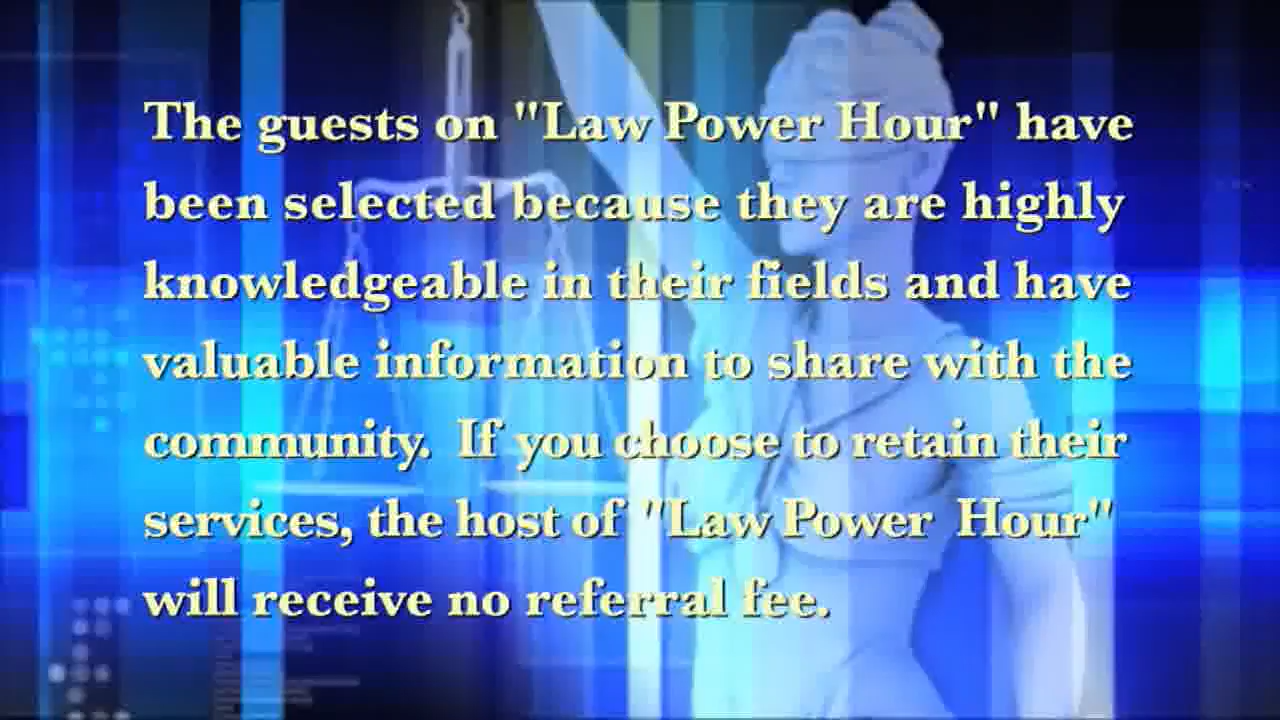 The guests on "Law Power Hour" have
been selected because they are highly
knowledgeable in their fields and have
valuable information to share with the
community.  If you choose to retain their
services, the host of "Law Power  Hour"
will receive no referral fee.